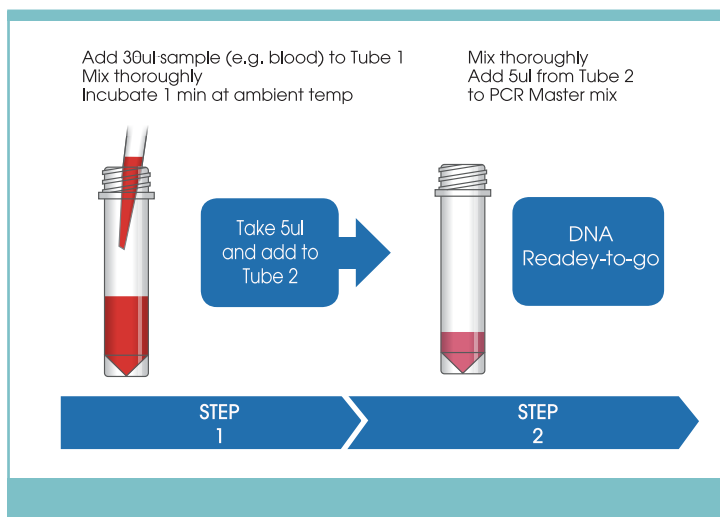 Add 30ul sample (e.g. blood) to Tube 1
Mix thoroughly
Incubate 1 min at ambient temp
Mix thoroughly
Add 5ul from Tube 2
to PCR Master mix
Take 5ul
and add to
Tube 2
DNA
Readey-to-go
STEP
1
STEP
2